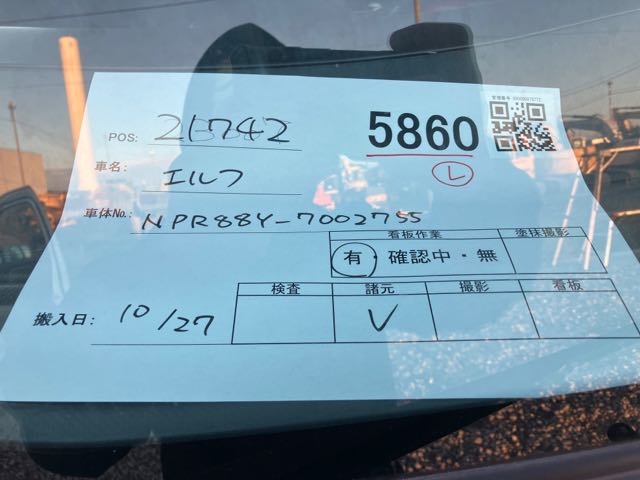 POS: 21742
5860
Ⓛ
車名: エルフ
車体No.: NPR88Y-7002755
看板作業 塗抹撮影
有・確認中・無
搬入日: 10/27
検査 諸元 撮影 看板
V